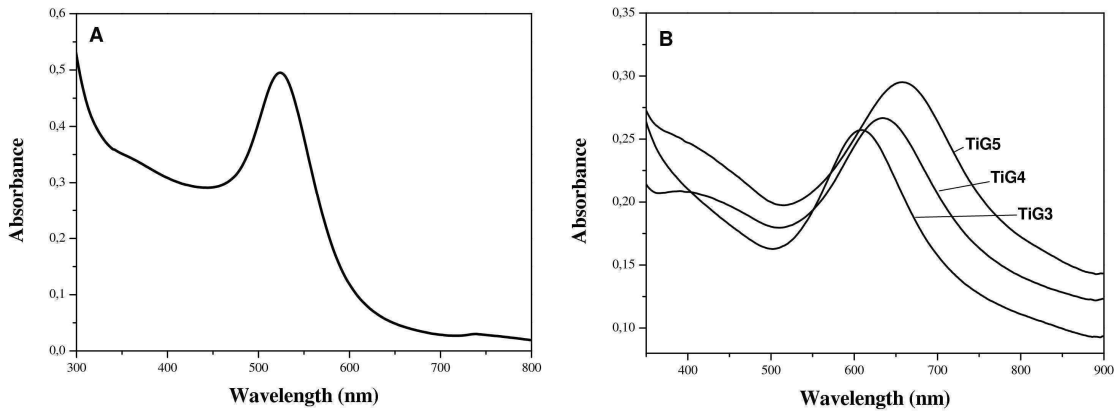 A
0,6
0,5
0,4
0,3
0,2
0,1
0,0
Absorbance
300 400 500 600 700 800
Wavelength (nm)
B
0,35
0,30
0,25
0,20
0,15
0,10
Absorbance
TiG5
TiG4
TiG3
400 500 600 700 800 900
Wavelength (nm)